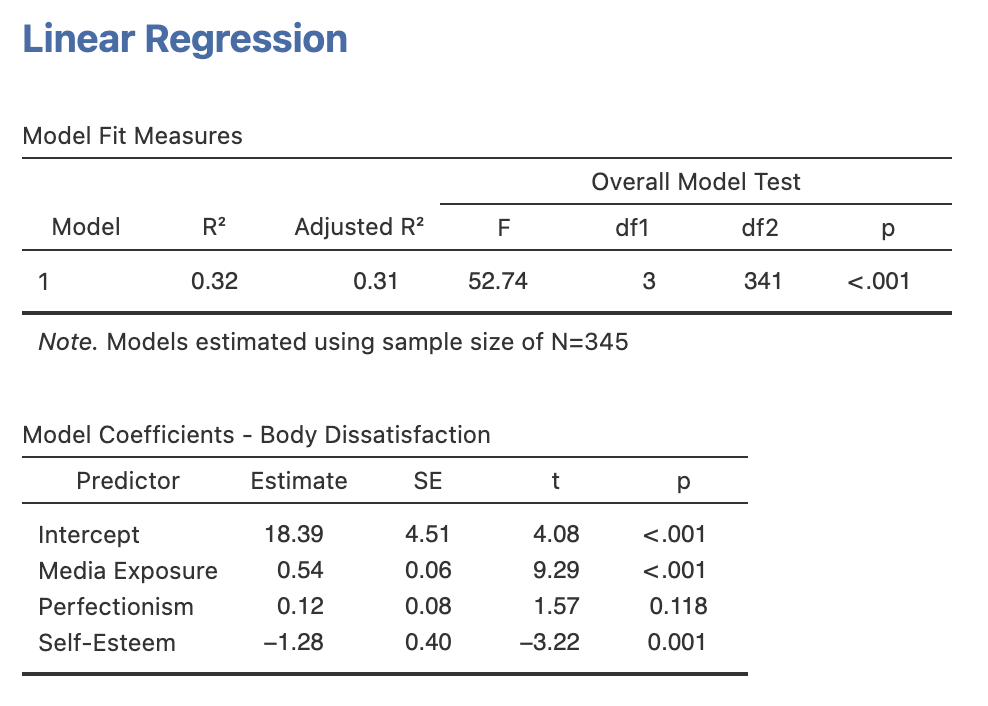 Linear Regression
Model Fit Measures
Overall Model Test
Model R² Adjusted R² F df1 df2 p
1 0.32 0.31 52.74 3 341 <.001
Note. Models estimated using sample size of N=345
Model Coefficients - Body Dissatisfaction
Predictor Estimate SE t p
Intercept 18.39 4.51 4.08 <.001
Media Exposure 0.54 0.06 9.29 <.001
Perfectionism 0.12 0.08 1.57 0.118
Self-Esteem −1.28 0.40 −3.22 0.001